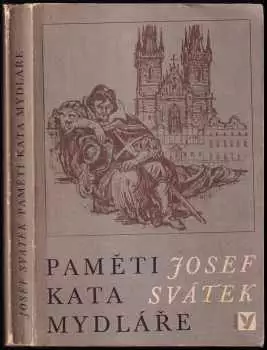 JOSEF SVÁTEK PAMĚTI KATA MYDLÁŘE
PAMĚTI JOSEF
KATA SVÁTEK
MYDLÁŘE